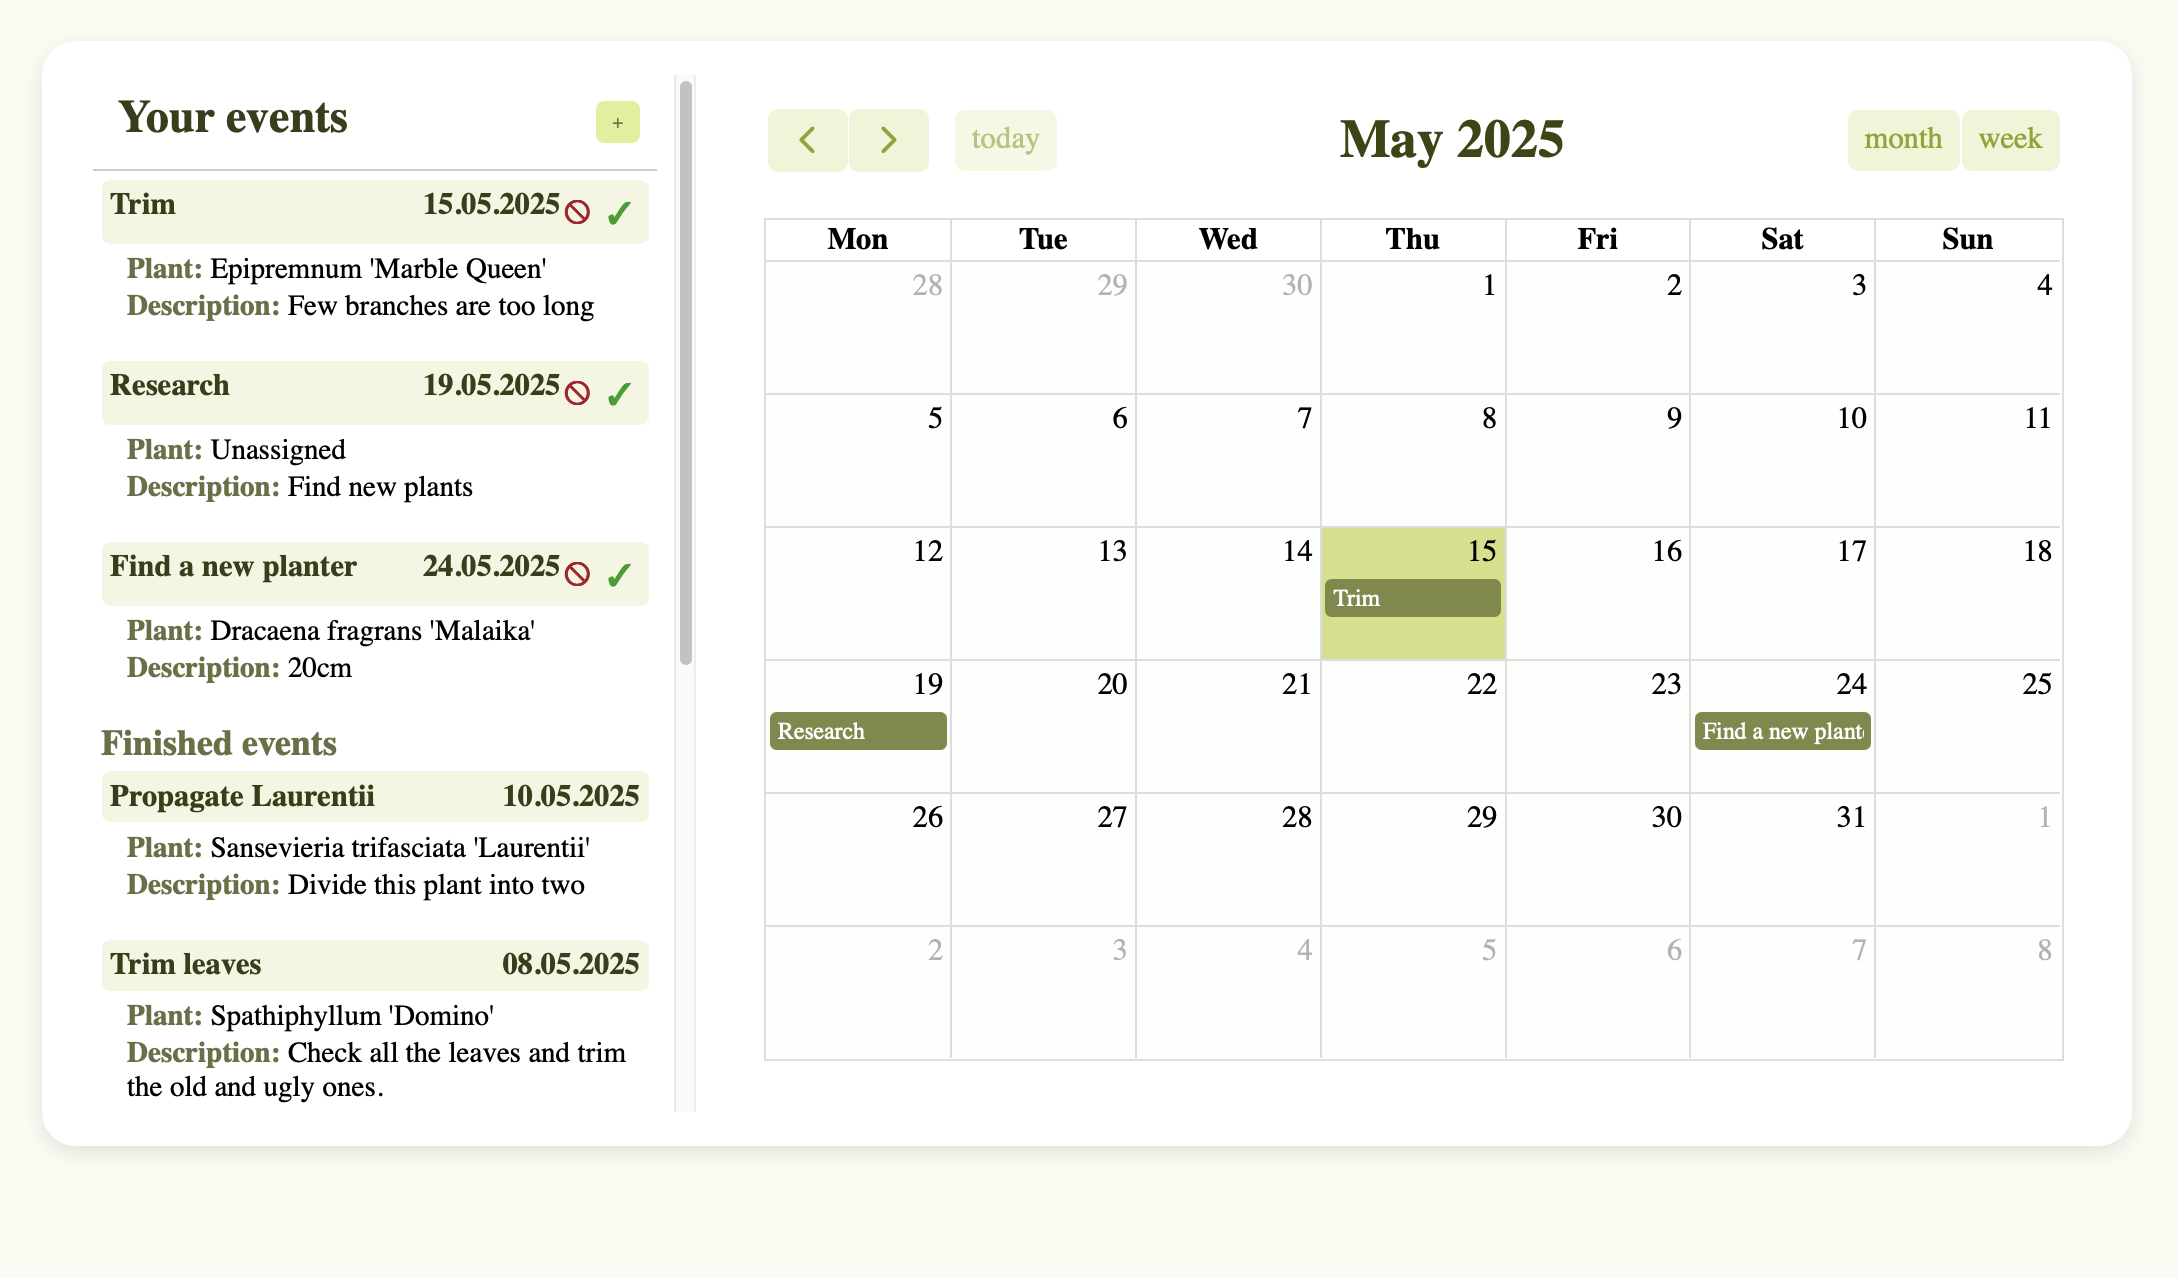 Your events
+
Trim 15.05.2025
Plant: Epipremnum 'Marble Queen'
Description: Few branches are too long
Research 19.05.2025
Plant: Unassigned
Description: Find new plants
Find a new planter 24.05.2025
Plant: Dracaena fragrans 'Malaika'
Description: 20cm
Finished events
Propagate Laurentii 10.05.2025
Plant: Sansevieria trifasciata 'Laurentii'
Description: Divide this plant into two
Trim leaves 08.05.2025
Plant: Spathiphyllum 'Domino'
Description: Check all the leaves and trim
the old and ugly ones.
today May 2025 month week
Mon Tue Wed Thu Fri Sat Sun
28 29 30 1 2 3 4
5 6 7 8 9 10 11
12 13 14 15 16 17 18
Trim
19 20 21 22 23 24 25
Research Find a new plant
26 27 28 29 30 31 1
2 3 4 5 6 7 8